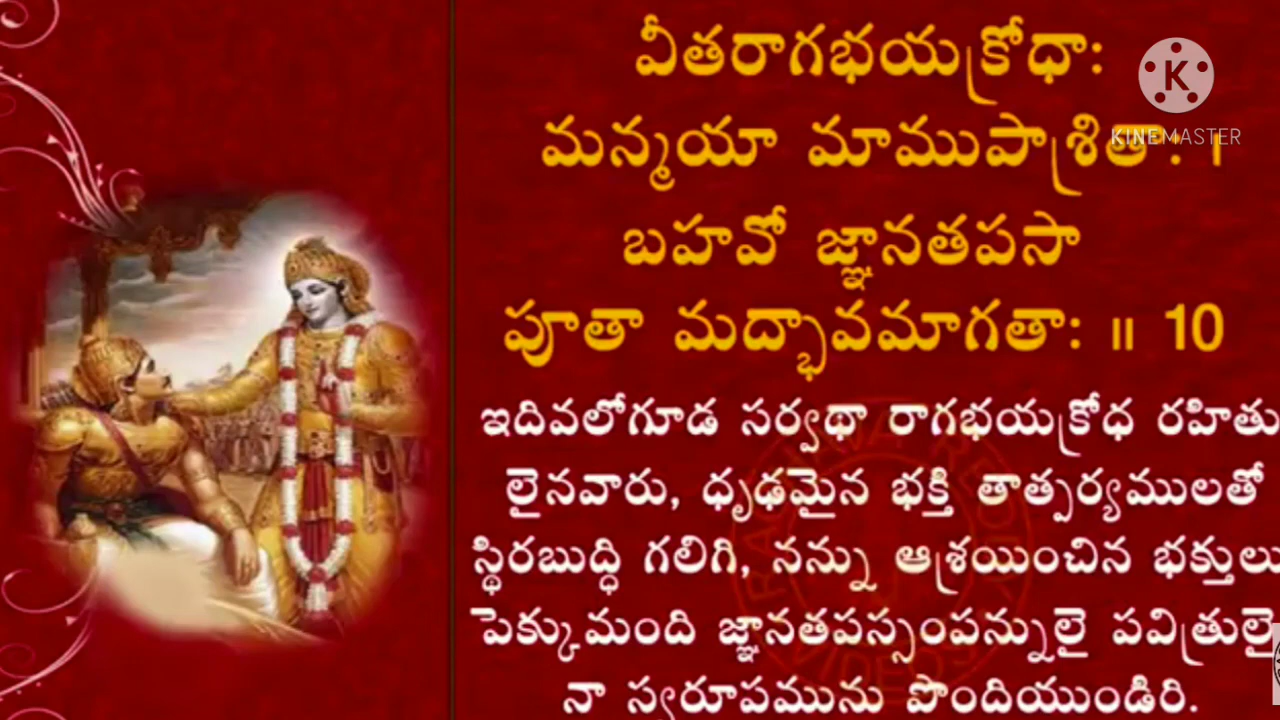 వీతరాగభయక్రోధాః
మన్మయా మాముపాశ్రితాః ।
బహవో జ్ఞానతపసా
పూతా మద్భావమాగతాః ॥ 10
ఇదివలోగూడ సర్వథా రాగభయక్రోధ రహితు
లైనవారు, ధృఢమైన భక్తి తాత్పర్యములతో
స్థిరబుద్ధి గలిగి, నన్ను ఆశ్రయించిన భక్తులు
పెక్కుమంది జ్ఞానతపస్సంపన్నులై పవిత్రులై
నా స్వరూపమును పొందియుండిరి.
K
KINEMASTER